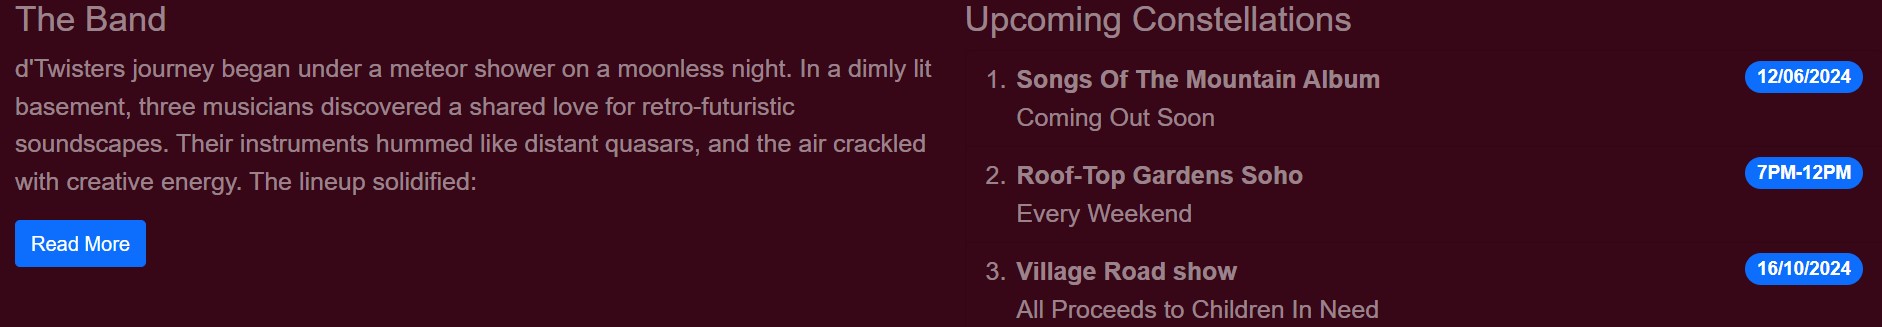 The Band
d'Twisters journey began under a meteor shower on a moonless night. In a dimly lit
basement, three musicians discovered a shared love for retro-futuristic
soundscapes. Their instruments hummed like distant quasars, and the air crackled
with creative energy. The lineup solidified:
Read More
Upcoming Constellations
1. Songs Of The Mountain Album 12/06/2024
Coming Out Soon
2. Roof-Top Gardens Soho 7PM-12PM
Every Weekend
3. Village Road show 16/10/2024
All Proceeds to Children In Need